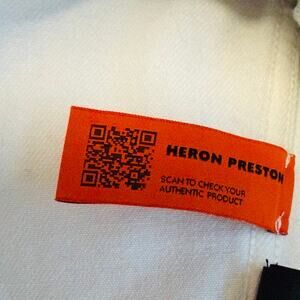 HERON PRESTON
SCAN TO CHECK YOUR
AUTHENTIC PRODUCT